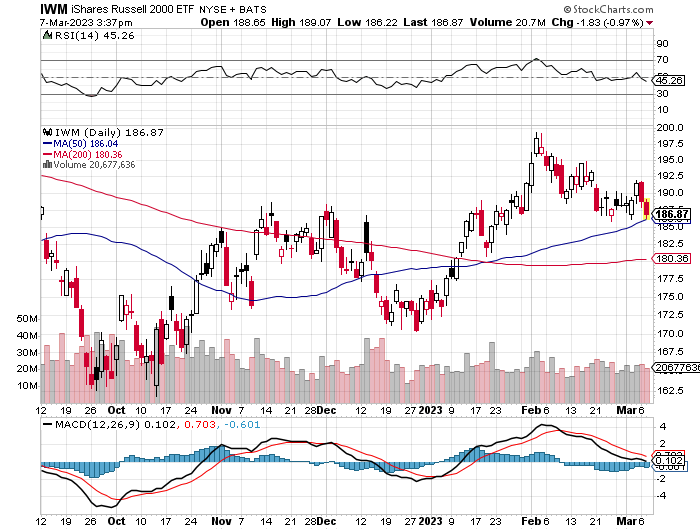 IWM iShares Russell 2000 ETF NYSE + BATS © StockCharts.com
7-Mar-2023 3:37pm Open 188.65 High 189.07 Low 186.22 Last 186.87 Volume 20.7M Chg -1.83 (-0.97%)
RSI(14) 45.26
90
70
50
45.26
30
10
IWM (Daily) 186.87
MA(50) 186.04
MA(200) 180.36
Volume 20,677,636
200.0
197.5
195.0
192.5
190.0
186.87
185.0
182.5
180.36
177.5
175.0
172.5
170.0
167.5
165.0
162.5
50M
40M
30M
20M
10M
20677636
12 19 26 Oct 10 17 24 Nov 7 14 21 28 Dec 12 19 27 2023 9 17 23 Feb 6 13 21 Mar 6
MACD(12,26,9) 0.102, 0.703, -0.601
4
2
0.102
-2
-4
12 19 26 Oct 10 17 24 Nov 7 14 21 28 Dec 12 19 27 2023 9 17 23 Feb 6 13 21 Mar 6